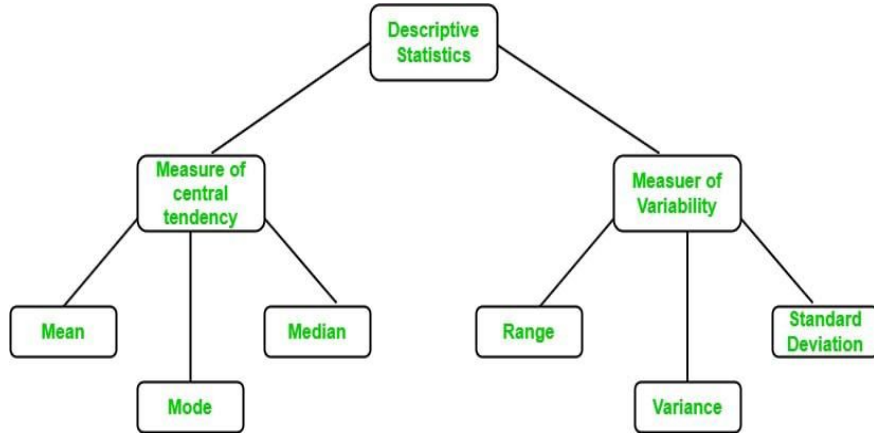 Descriptive
Statistics
Measure of
central
tendency
Measuer of
Variability
Mean
Median
Mode
Range
Standard
Deviation
Variance